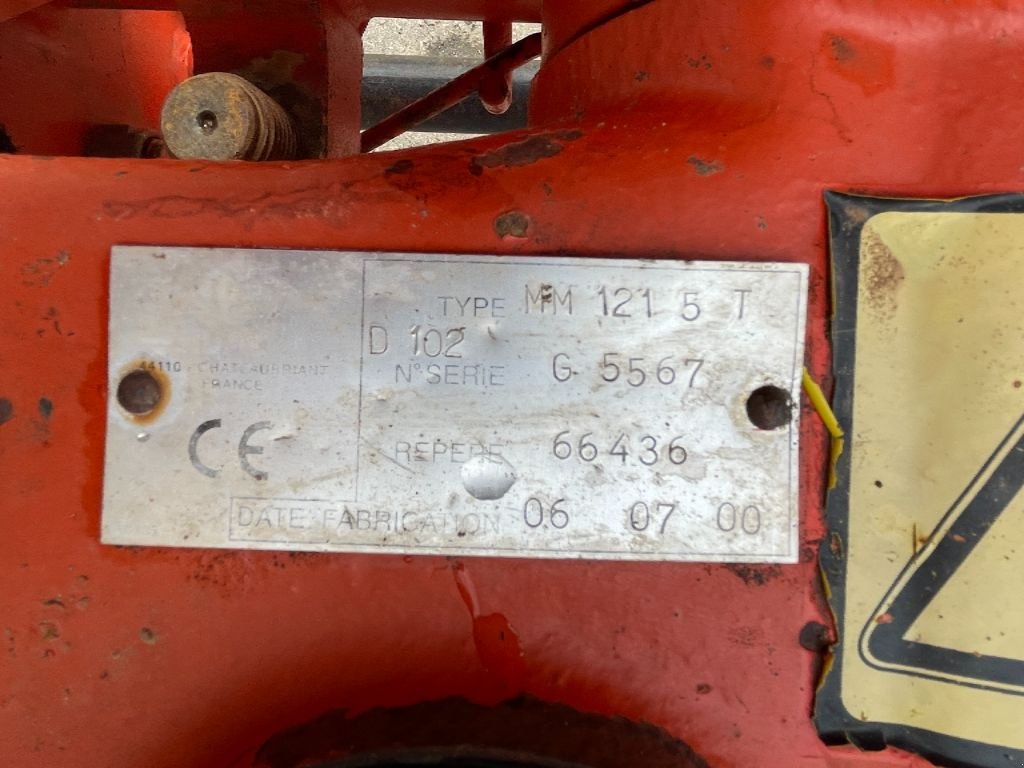 TYPE MM 121 5 T
D 102
N° SERIE G 5567
44110 - CHATEAUBRIANT
FRANCE
CE
REPERE 66436
DATE FABRICATION 06 07 00